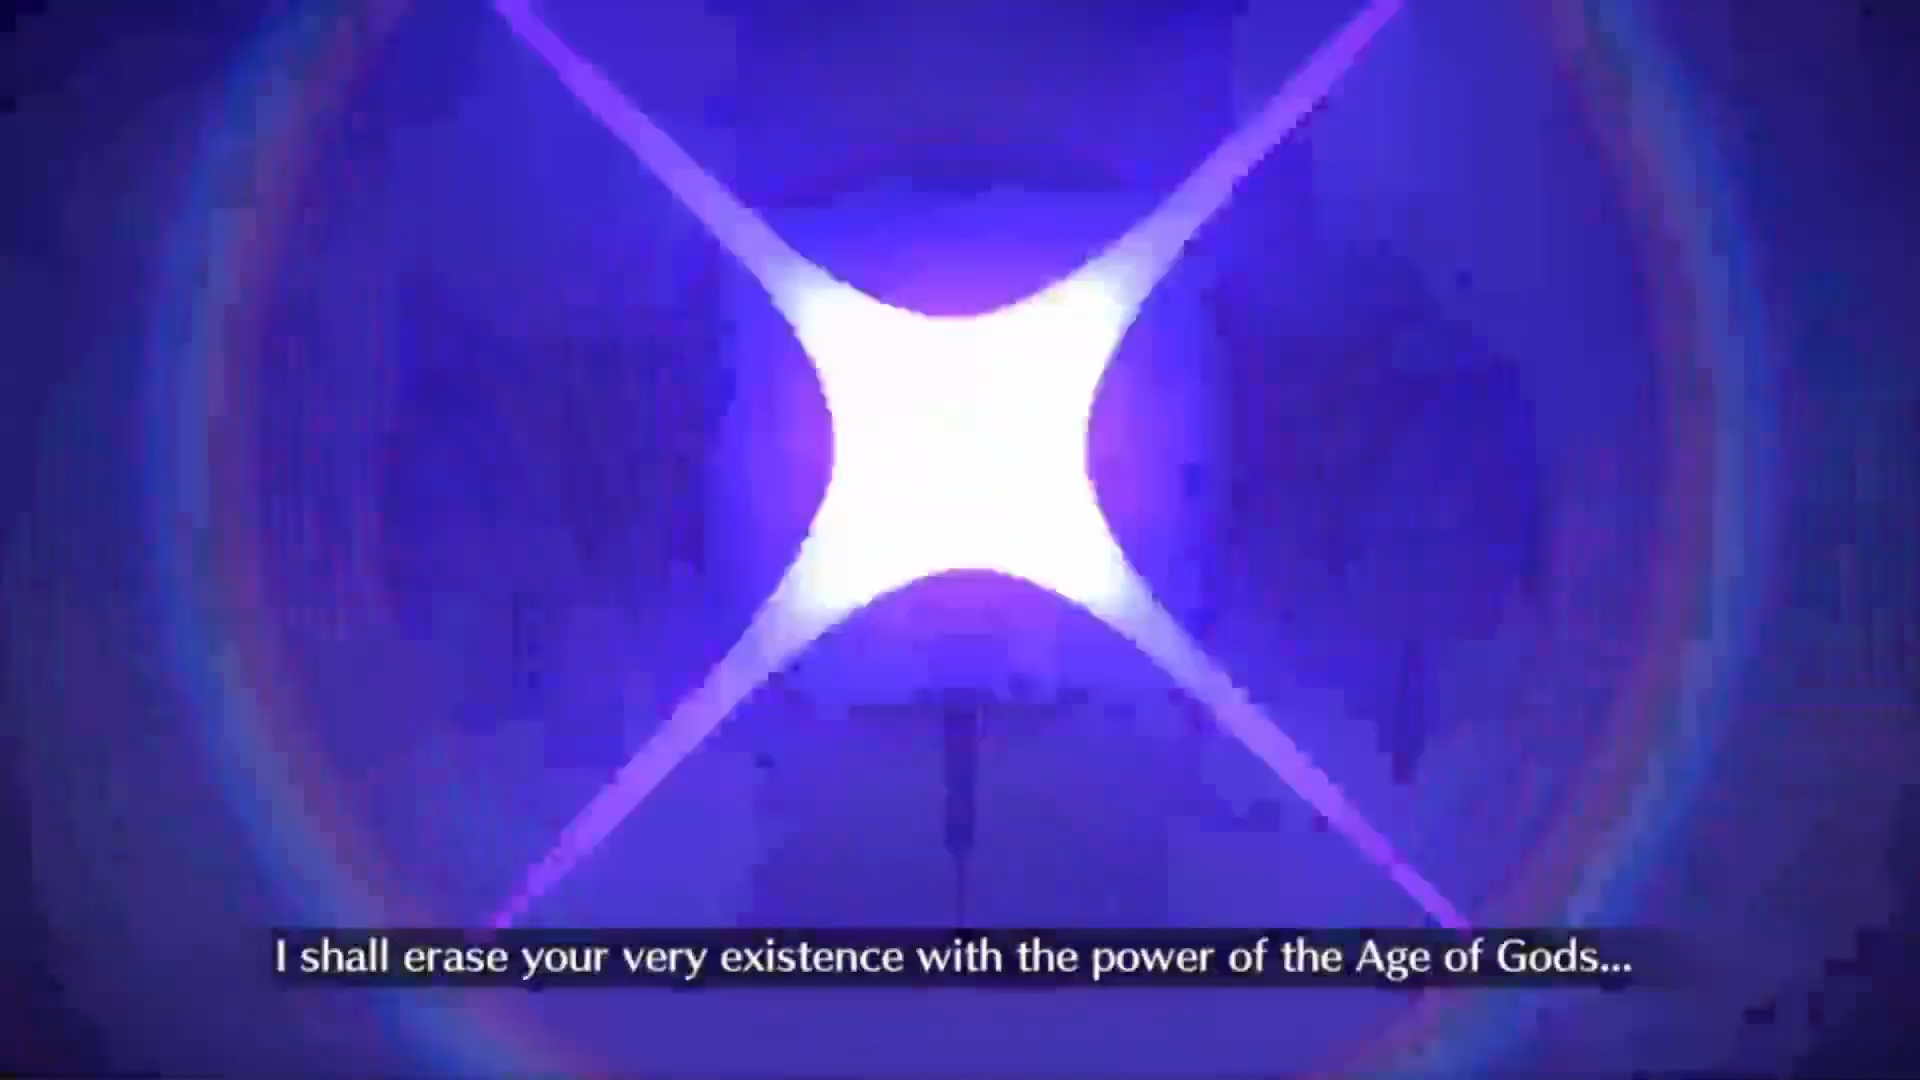 I shall erase your very existence with the power of the Age of Gods...